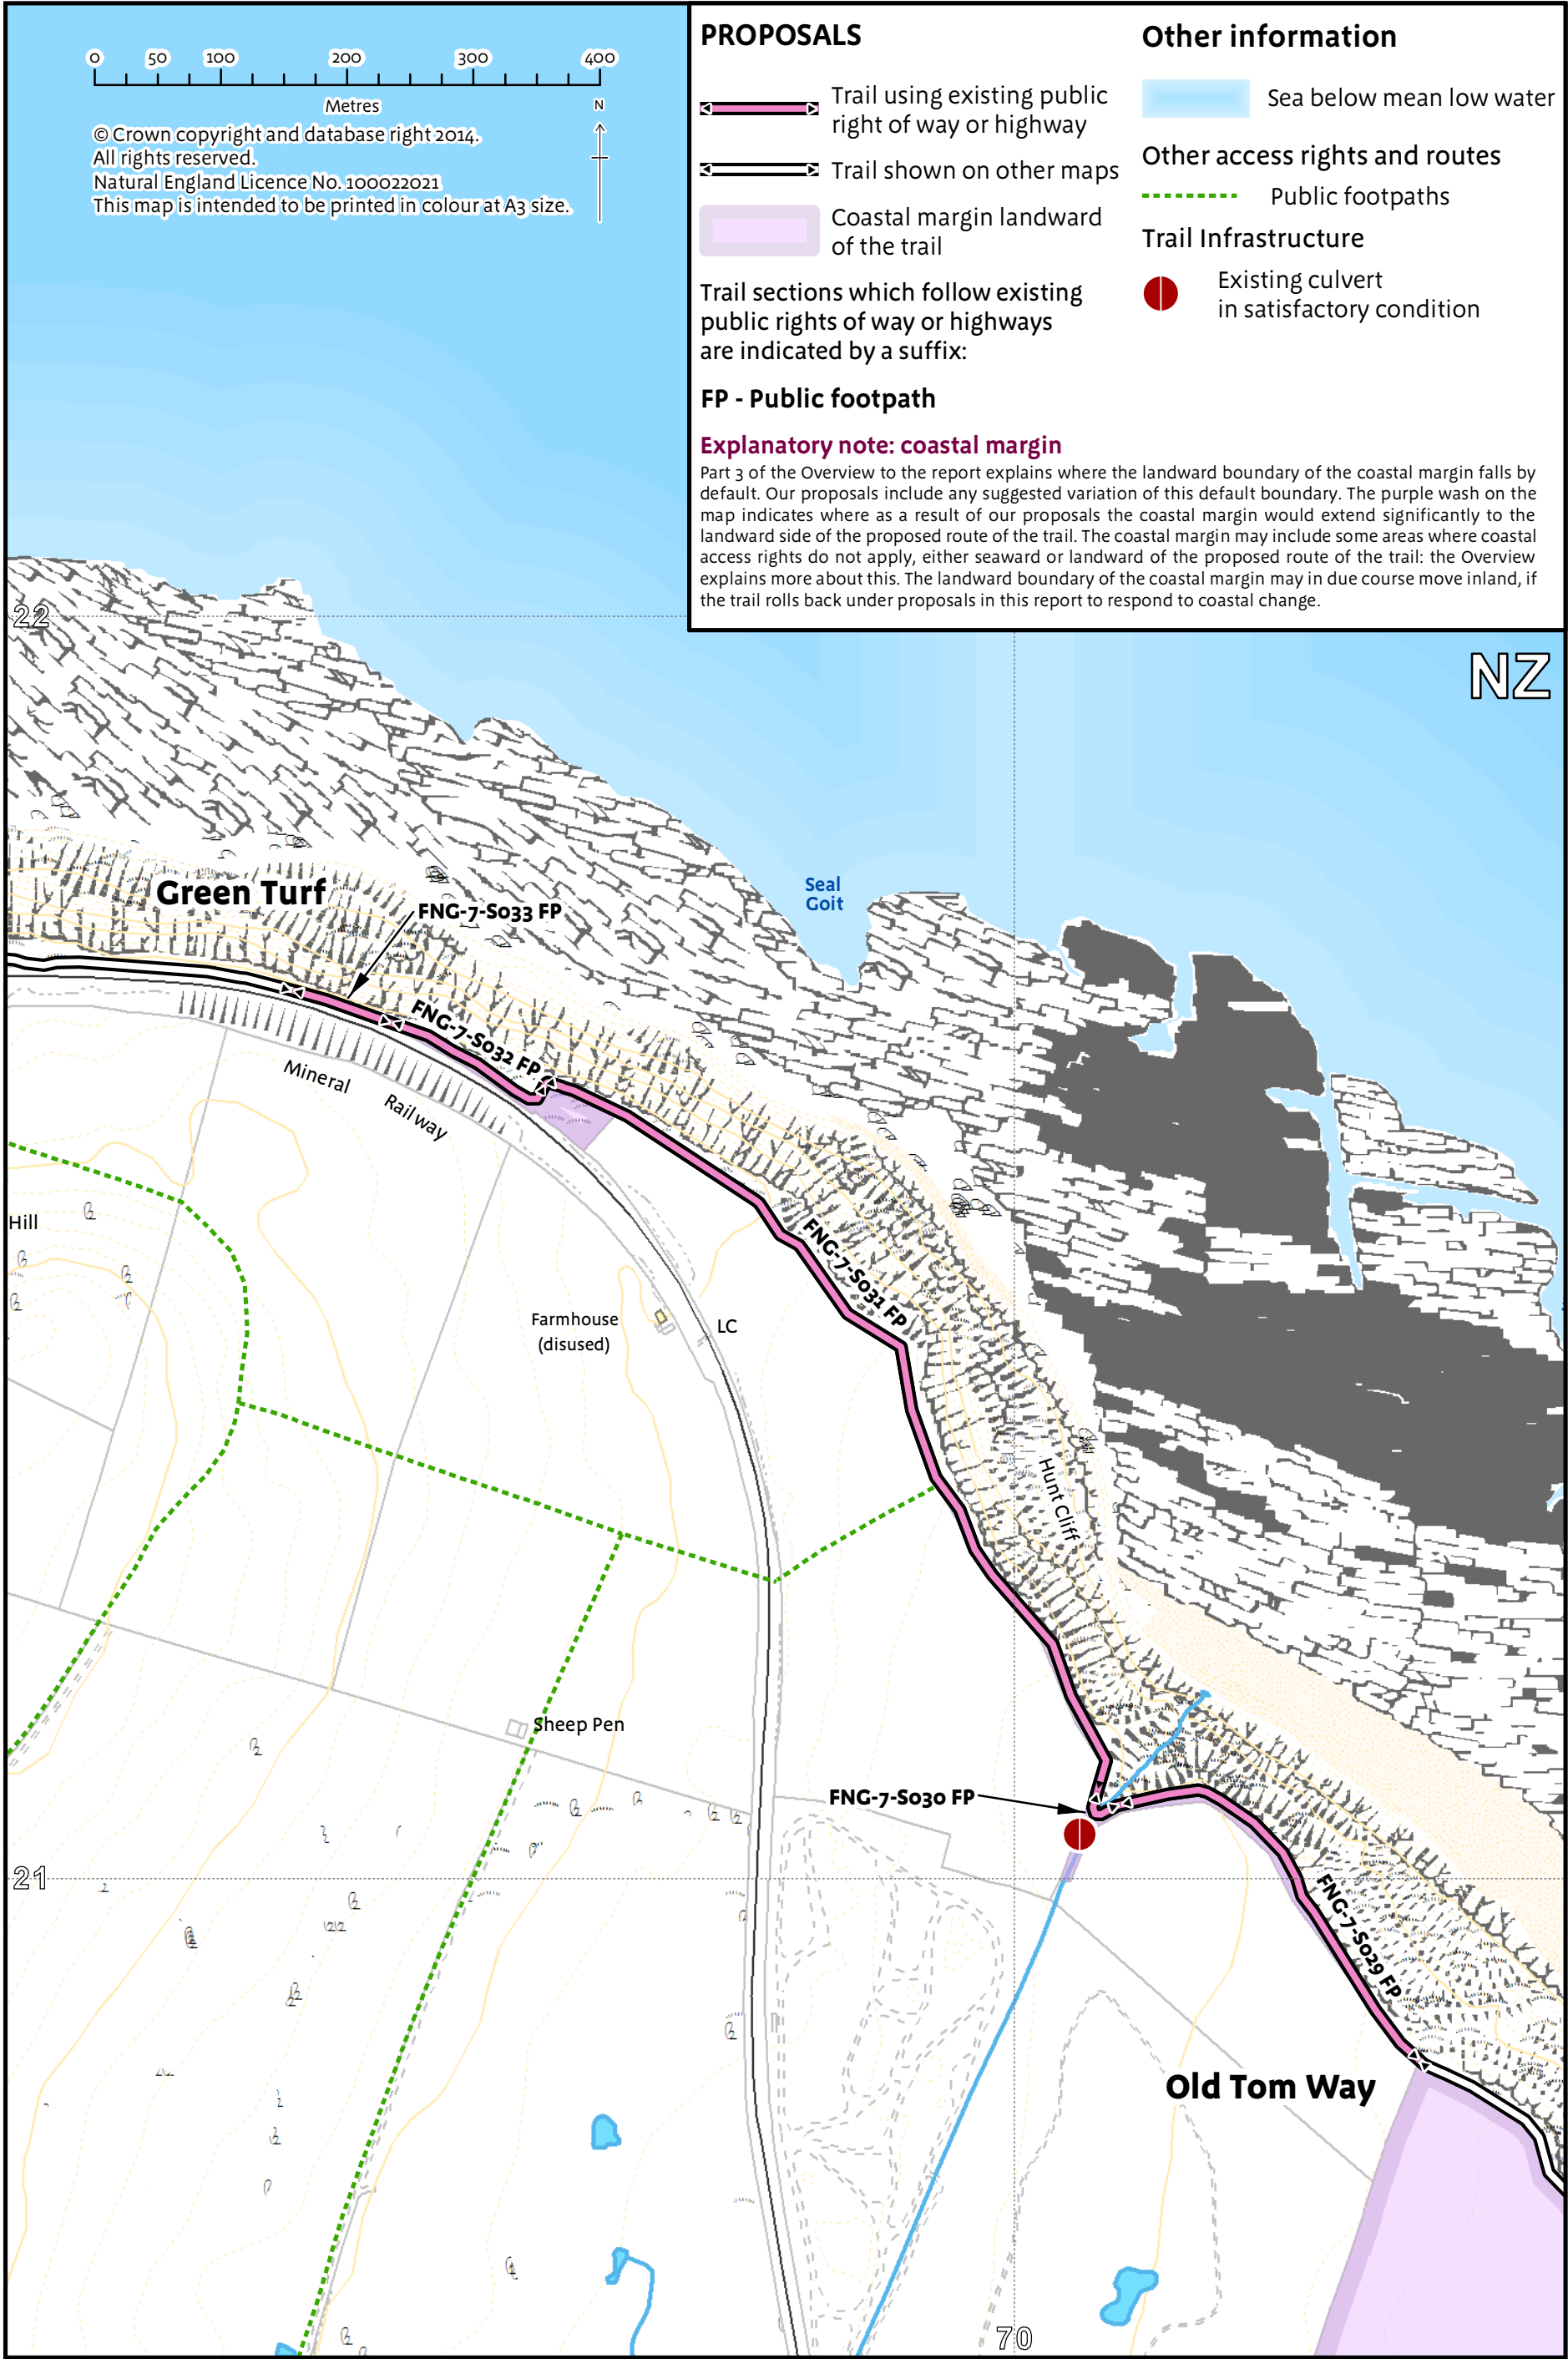 0 50 100 200 300 400
Metres
N
© Crown copyright and database right 2014.
All rights reserved.
Natural England Licence No. 100022021
This map is intended to be printed in colour at A3 size.
PROPOSALS
Trail using existing public
right of way or highway
Trail shown on other maps
Coastal margin landward
of the trail
Trail sections which follow existing
public rights of way or highways
are indicated by a suffix:
FP - Public footpath
Other information
Sea below mean low water
Other access rights and routes
Public footpaths
Trail Infrastructure
Existing culvert
in satisfactory condition
Explanatory note: coastal margin
Part 3 of the Overview to the report explains where the landward boundary of the coastal margin falls by
default. Our proposals include any suggested variation of this default boundary. The purple wash on the
map indicates where as a result of our proposals the coastal margin would extend significantly to the
landward side of the proposed route of the trail. The coastal margin may include some areas where coastal
access rights do not apply, either seaward or landward of the proposed route of the trail: the Overview
explains more about this. The landward boundary of the coastal margin may in due course move inland, if
the trail rolls back under proposals in this report to respond to coastal change.
22
NZ
Seal
Goit
Green Turf
FNG-7-S033 FP
FNG-7-S032 FP
Mineral
Railway
Hill
FNG-7-S031 FP
Farmhouse
(disused)
LC
Hunt Cliff
Sheep Pen
FNG-7-S030 FP
21
FNG-7-S029 FP
Old Tom Way
70